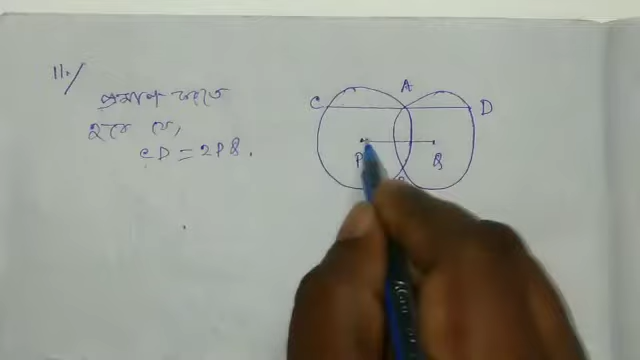 11.
প্রমাণ করতে
হবে যে,
CD = 2PQ.
A
C
D
P
Q
B